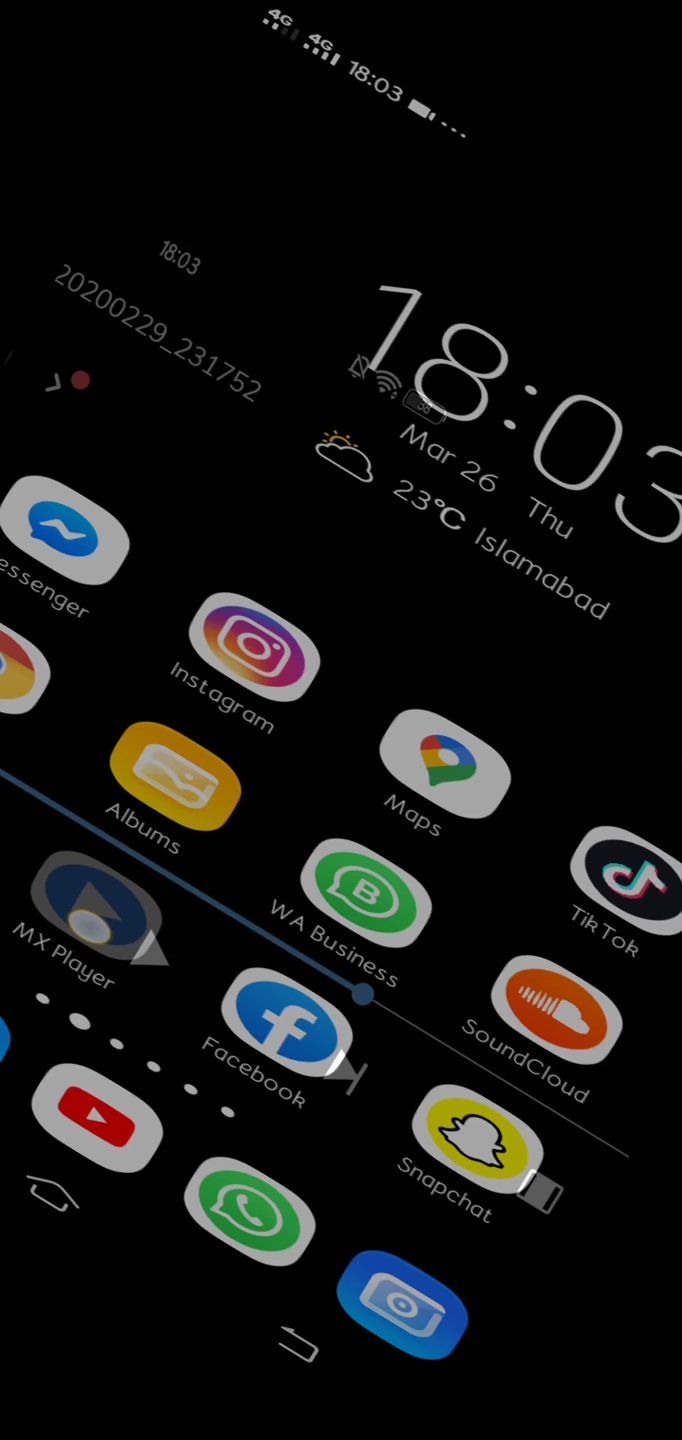 4G 4G 18:03
18:03
20200229_231752
18:03
38
Mar 26 Thu
23°C Islamabad
essenger
Instagram
Maps
TikTok
Albums
WA Business
SoundCloud
MX Player
Facebook
Snapchat